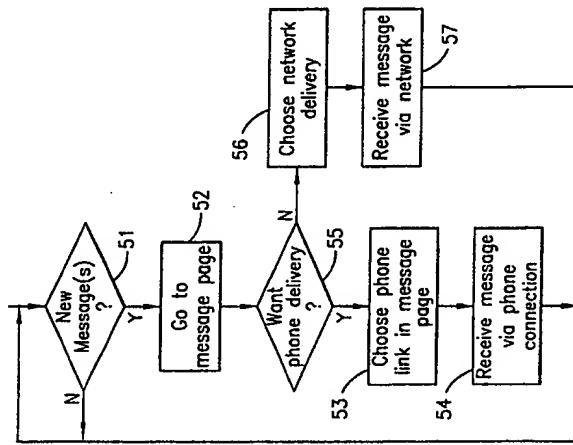 New
Message(s)
?
51
N
Y
Go to
message page
52
Want
phone delivery
?
55
N
Y
Choose phone
link in message
page
53
Receive message
via phone
connection
54
56
Choose network
delivery
Receive message
via network
57